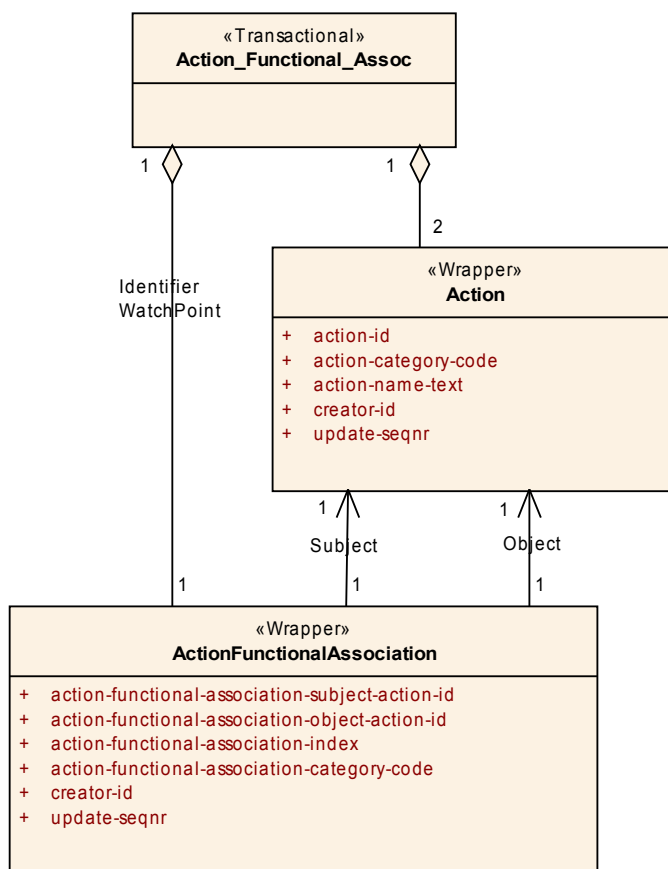 «Transactional»
Action_Functional_Assoc
1
1
2
Identifier
WatchPoint
«Wrapper»
Action
+ action-id
+ action-category-code
+ action-name-text
+ creator-id
+ update-seqnr
1
1
Subject
Object
1
1
1
«Wrapper»
ActionFunctionalAssociation
+ action-functional-association-subject-action-id
+ action-functional-association-object-action-id
+ action-functional-association-index
+ action-functional-association-category-code
+ creator-id
+ update-seqnr